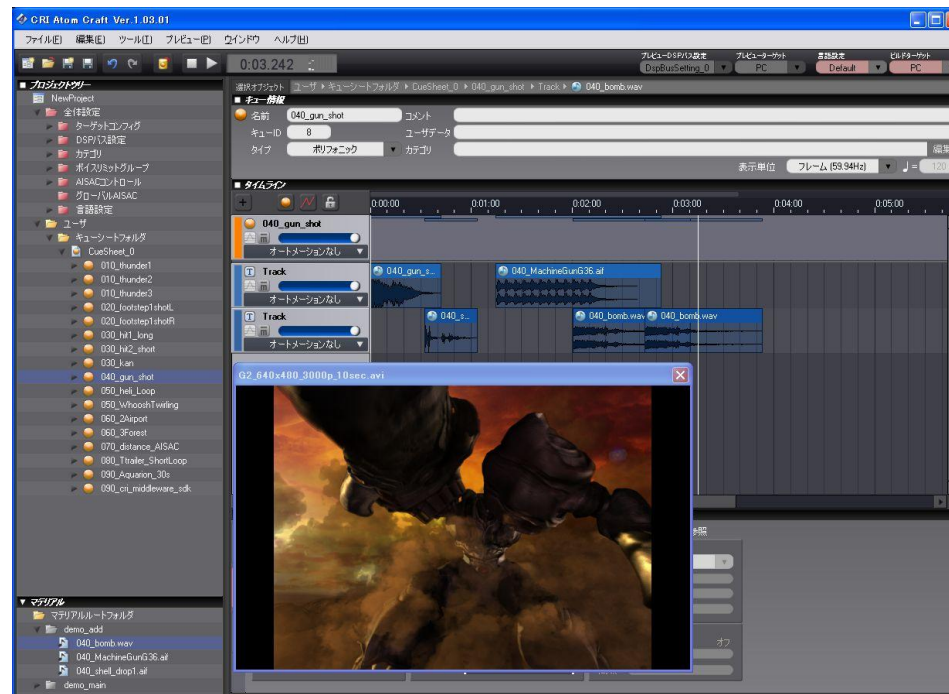 CRI Atom Craft Ver.1.03.01
ファイル(F) 編集(E) ツール(T) プレビュー(P) ウインドウ ヘルプ(H)
0:03.242
プレビューDSPバス設定 プレビューターゲット 言語設定 ビルドターゲット
DspBusSetting_0 PC Default PC
プロジェクトツリー
NewProject
全体設定
ターゲットコンフィグ
DSPバス設定
カテゴリ
ボイスリミットグループ
AISACコントロール
グローバルAISAC
言語設定
ユーザ
キューシートフォルダ
CueSheet_0
010_thunder1
010_thunder2
010_thunder3
020_footstep1shotL
020_footstep1shotR
030_hit1_long
030_hit2_short
030_kan
040_gun_shot
050_heli_Loop
050_WhooshTwirling
060_2Airport
060_3Forest
070_distance_AISAC
080_Ttrailer_ShortLoop
090_Aquarion_30s
090_cri_middleware_sdk
マテリアル
マテリアルルートフォルダ
demo_add
040_bomb.wav
040_MachineGunG36.aif
040_shell_drop1.aif
demo_main
選択オブジェクト ユーザ キューシートフォルダ CueSheet_0 040_gun_shot Track 040_bomb.wav
キュー情報
名前 040_gun_shot コメント
キューID 8 ユーザデータ
タイプ ポリフォニック カテゴリ 編集
表示単位 フレーム (59.94Hz) ♩= 120
タイムライン
0:00:00 0:01:00 0:02:00 0:03:00 0:04:00 0:05:00
040_gun_shot
オートメーションなし
Track 040_gun_s... 040_MachineGunG36.aif
オートメーションなし
Track 040_s... 040_bomb.wav 040_bomb.wav
オートメーションなし
G2_640x480_3000p_10sec.avi
参照
オフ